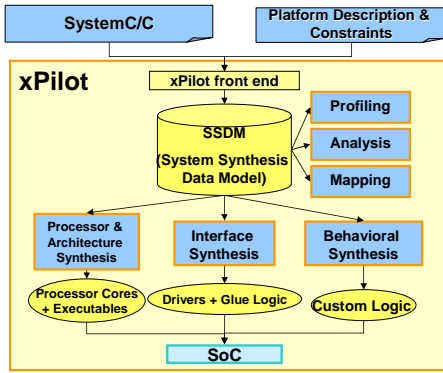 SystemC/C
Platform Description &
Constraints
xPilot
xPilot front end
SSDM
(System Synthesis
Data Model)
Profiling
Analysis
Mapping
Processor &
Architecture
Synthesis
Interface
Synthesis
Behavioral
Synthesis
Processor Cores
+ Executables
Drivers + Glue Logic
Custom Logic
SoC